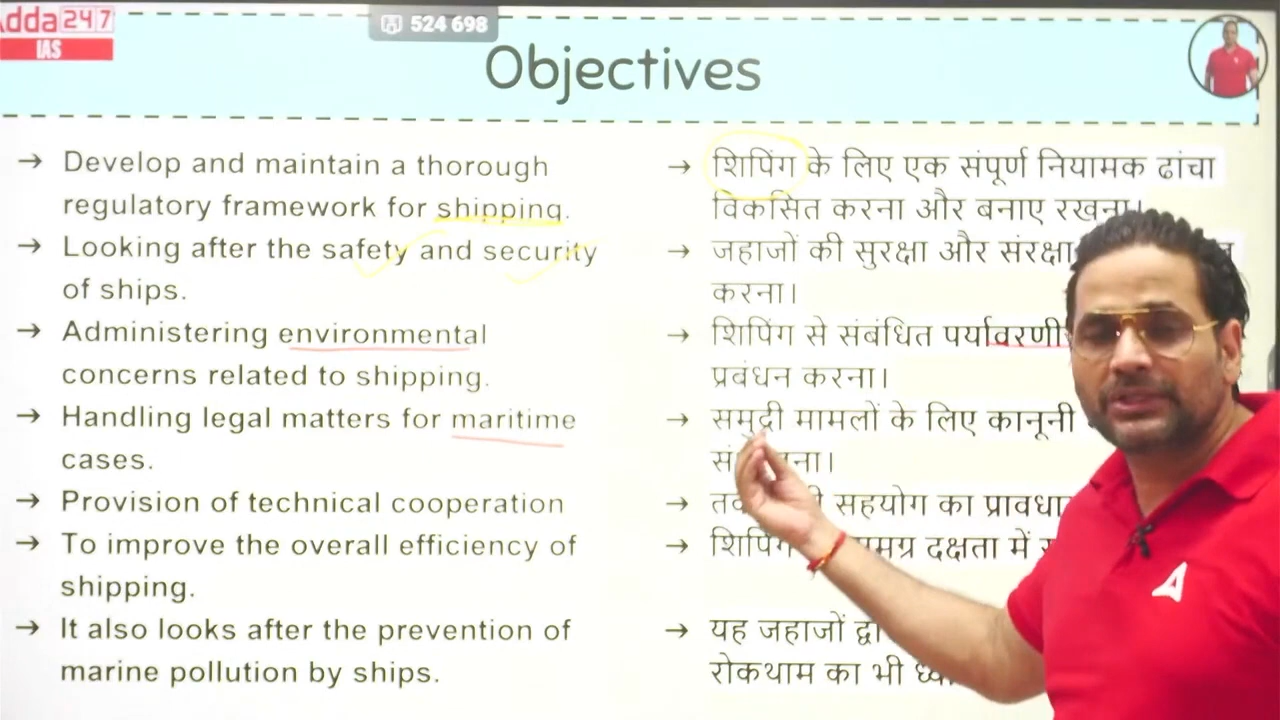 Adda247
IAS
524 698
Objectives
→ Develop and maintain a thorough
regulatory framework for shipping.
→ Looking after the safety and security
of ships.
→ Administering environmental
concerns related to shipping.
→ Handling legal matters for maritime
cases.
→ Provision of technical cooperation
→ To improve the overall efficiency of
shipping.
→ It also looks after the prevention of
marine pollution by ships.
→ शिपिंग के लिए एक संपूर्ण नियामक ढांचा
विकसित करना और बनाए रखना।
→ जहाजों की सुरक्षा और संरक्षा
करना।
→ शिपिंग से संबंधित
प्रबंधन करना।
→ समुद्री मामलों के लिए कानूनी
→ सहयोग का
→ शिपिंग दक्षता में
→ यह जहाजों
रोकथाम का भी